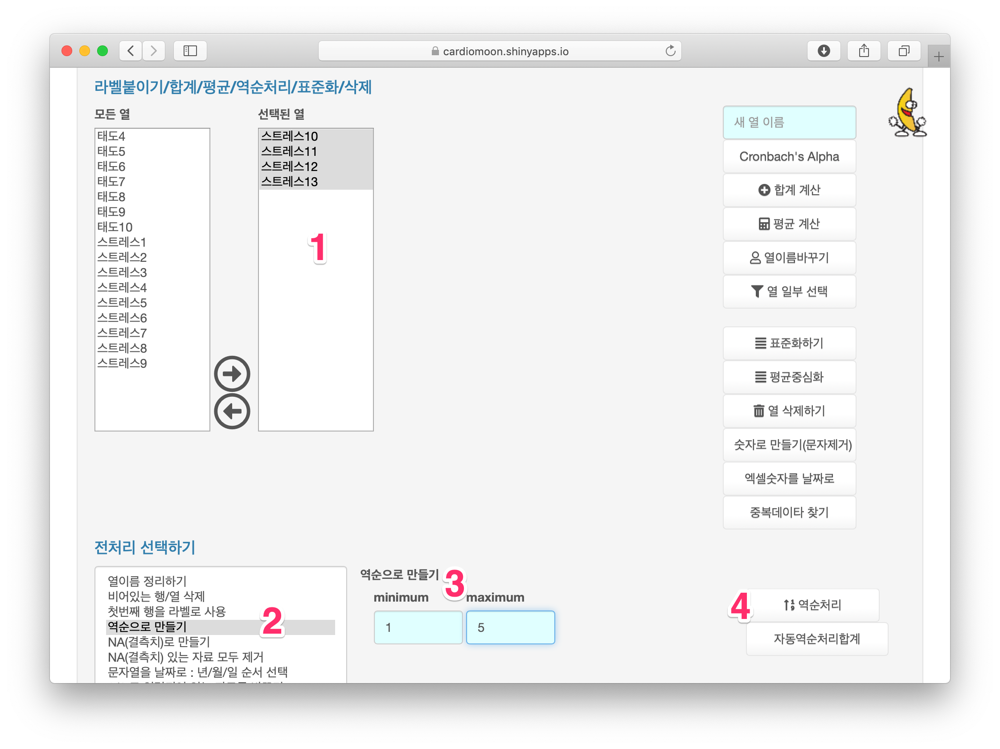 cardiomoon.shinyapps.io
라벨붙이기/합계/평균/역순처리/표준화/삭제
모든 열
태도4
태도5
태도6
태도7
태도8
태도9
태도10
스트레스1
스트레스2
스트레스3
스트레스4
스트레스5
스트레스6
스트레스7
스트레스8
스트레스9
선택된 열
스트레스10
스트레스11
스트레스12
스트레스13
1
새 열 이름
Cronbach's Alpha
합계 계산
평균 계산
열이름바꾸기
열 일부 선택
표준화하기
평균중심화
열 삭제하기
숫자로 만들기(문자제거)
엑셀숫자를 날짜로
중복데이타 찾기
전처리 선택하기
열이름 정리하기
비어있는 행/열 삭제
첫번째 행을 라벨로 사용
역순으로 만들기
2
NA(결측치)로 만들기
NA(결측치) 있는 자료 모두 제거
문자열을 날짜로 : 년/월/일 순서 선택
역순으로 만들기
3
minimum
maximum
1
5
4
역순처리
자동역순처리합계